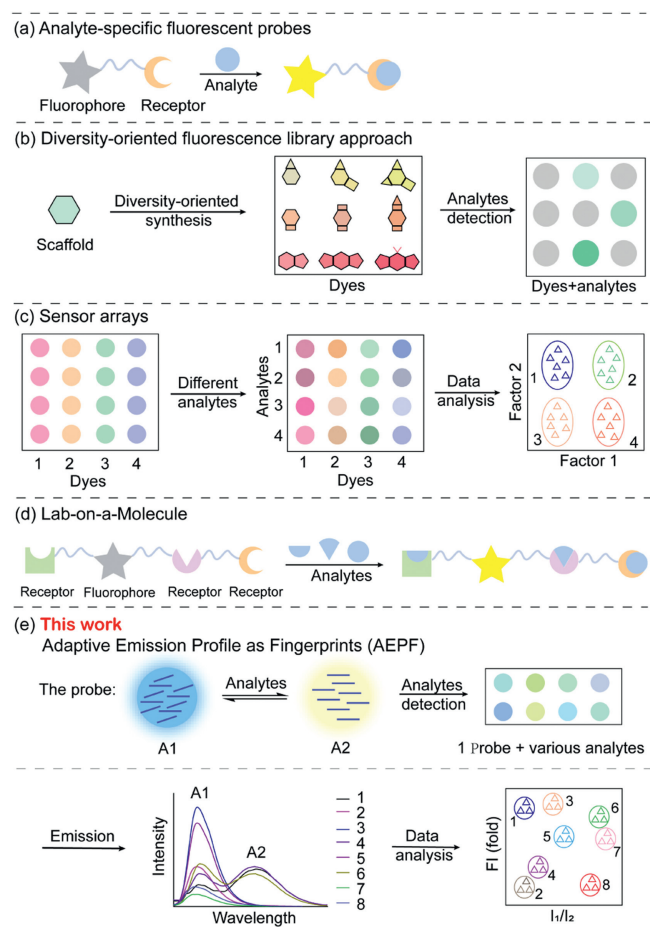 (a) Analyte-specific fluorescent probes
Analyte
Fluorophore Receptor
(b) Diversity-oriented fluorescence library approach
Diversity-oriented
synthesis
Scaffold
Dyes
Analytes
detection
Dyes+analytes
(c) Sensor arrays
1 2 3 4
Dyes
Different
analytes
Analytes
1
2
3
4
1 2 3 4
Dyes
Data
analysis
Factor 2
1
2
3
4
Factor 1
(d) Lab-on-a-Molecule
Receptor Fluorophore Receptor Receptor
Analytes
(e) This work
Adaptive Emission Profile as Fingerprints (AEPF)
The probe:
A1
Analytes
A2
Analytes
detection
1 Probe + various analytes
Emission
Intensity
A1
A2
Wavelength
1
2
3
4
5
6
7
8
Data
analysis
FI (fold)
1
3
6
5
7
4
2
8
I₁/I₂